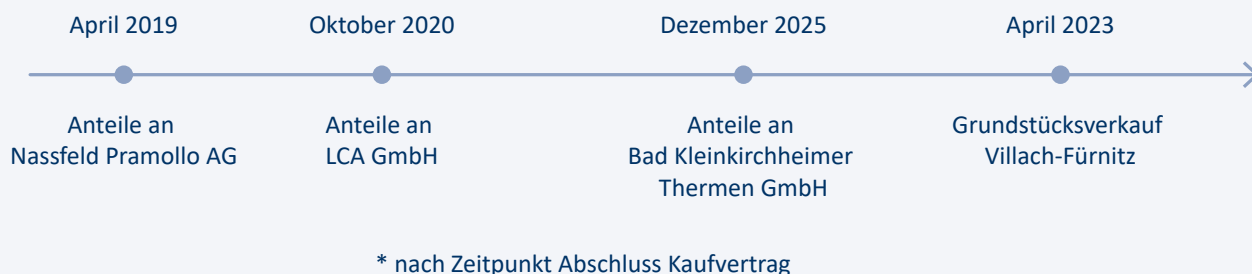 April 2019
Oktober 2020
Dezember 2025
April 2023
Anteile an
Nassfeld Pramollo AG
Anteile an
LCA GmbH
Anteile an
Bad Kleinkirchheimer
Thermen GmbH
Grundstücksverkauf
Villach-Fürnitz
* nach Zeitpunkt Abschluss Kaufvertrag